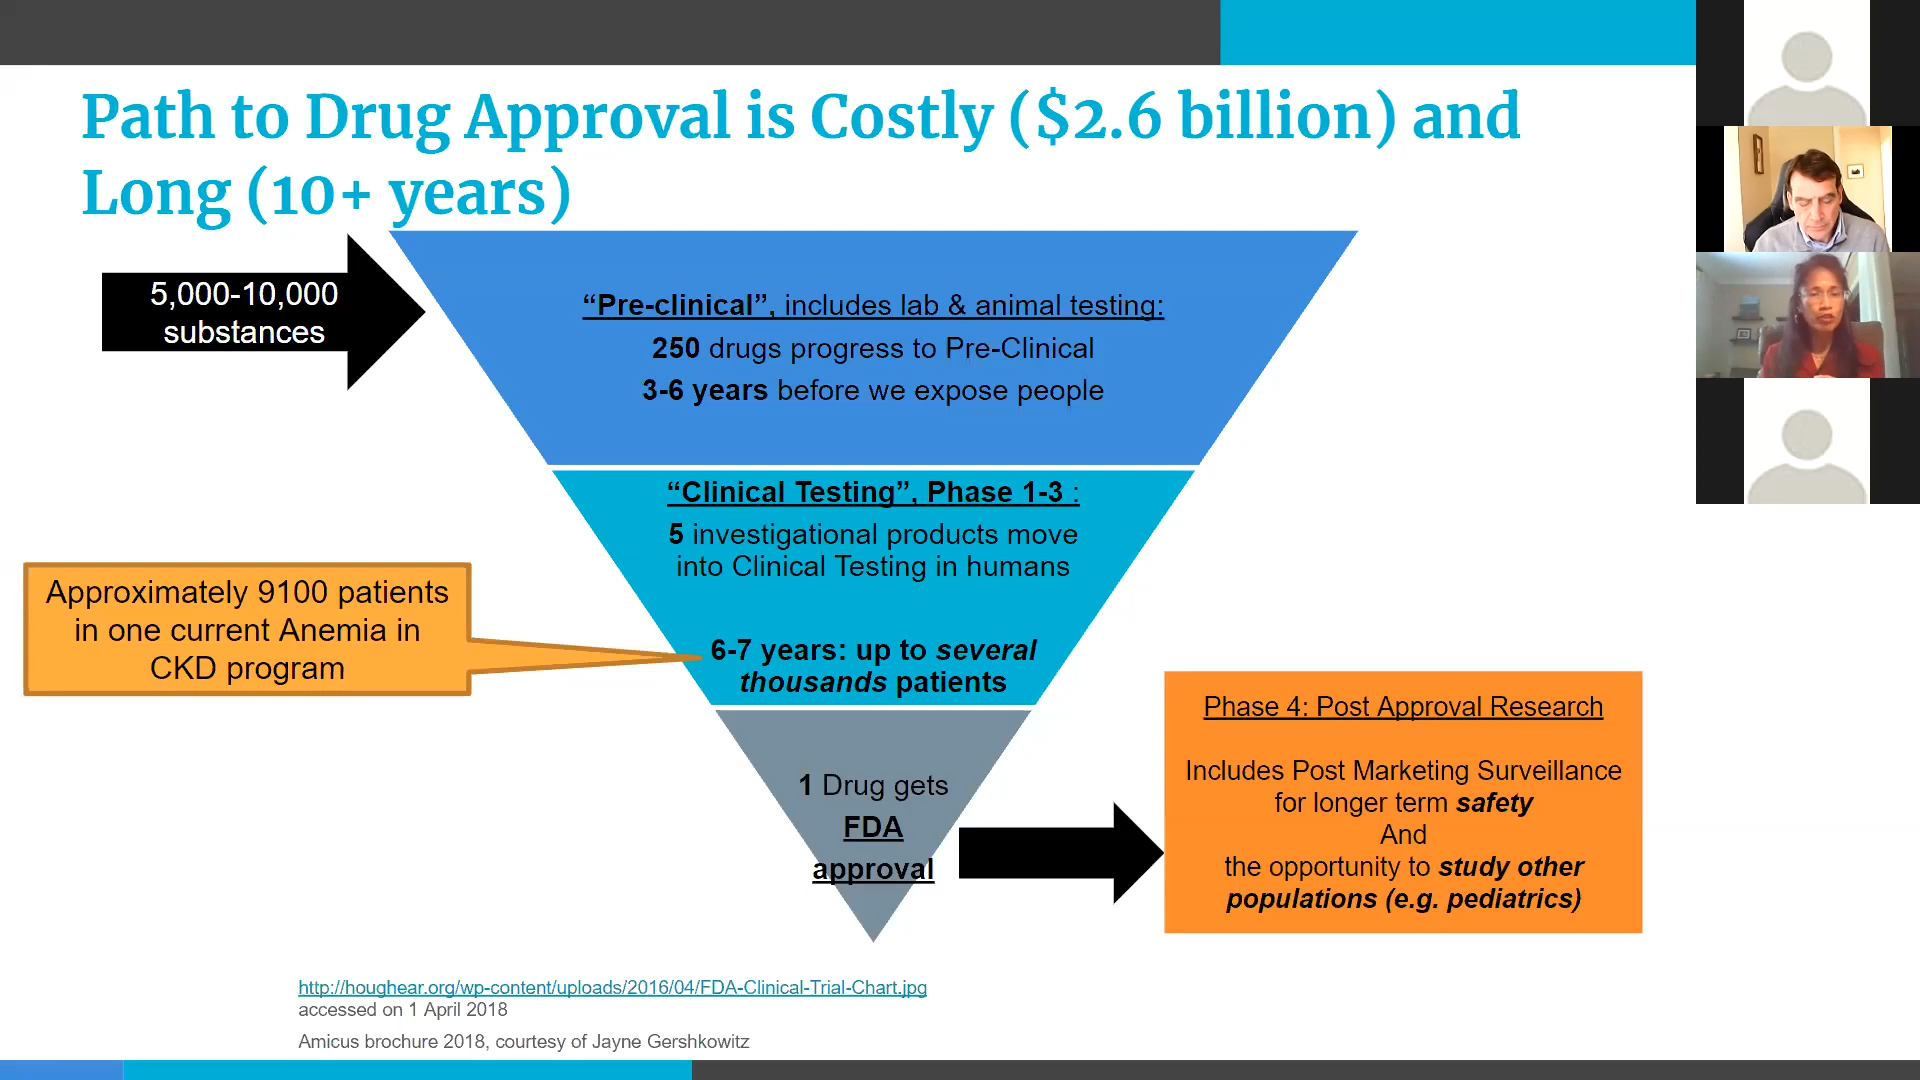 Path to Drug Approval is Costly ($2.6 billion) and
Long (10+ years)
5,000-10,000
substances
“Pre-clinical”, includes lab & animal testing:
250 drugs progress to Pre-Clinical
3-6 years before we expose people
“Clinical Testing”, Phase 1-3 :
5 investigational products move
into Clinical Testing in humans
6-7 years: up to several
thousands patients
Approximately 9100 patients
in one current Anemia in
CKD program
1 Drug gets
FDA
approval
Phase 4: Post Approval Research
Includes Post Marketing Surveillance
for longer term safety
And
the opportunity to study other
populations (e.g. pediatrics)
http://houghear.org/wp-content/uploads/2016/04/FDA-Clinical-Trial-Chart.jpg
accessed on 1 April 2018
Amicus brochure 2018, courtesy of Jayne Gershkowitz